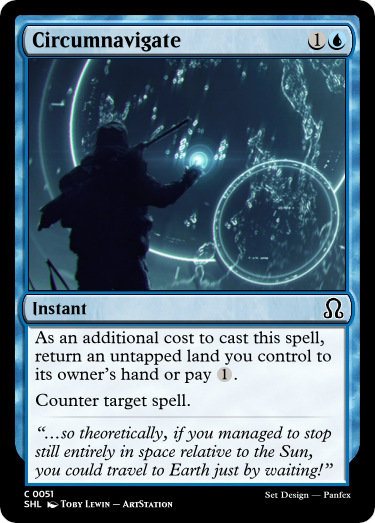 Circumnavigate 1
Instant
As an additional cost to cast this spell,
return an untapped land you control to
its owner's hand or pay 1.
Counter target spell.
“...so theoretically, if you managed to stop
still entirely in space relative to the Sun,
you could travel to Earth just by waiting!”
C 0051
SHL Toby Lewin — ArtStation
Set Design — Panfex